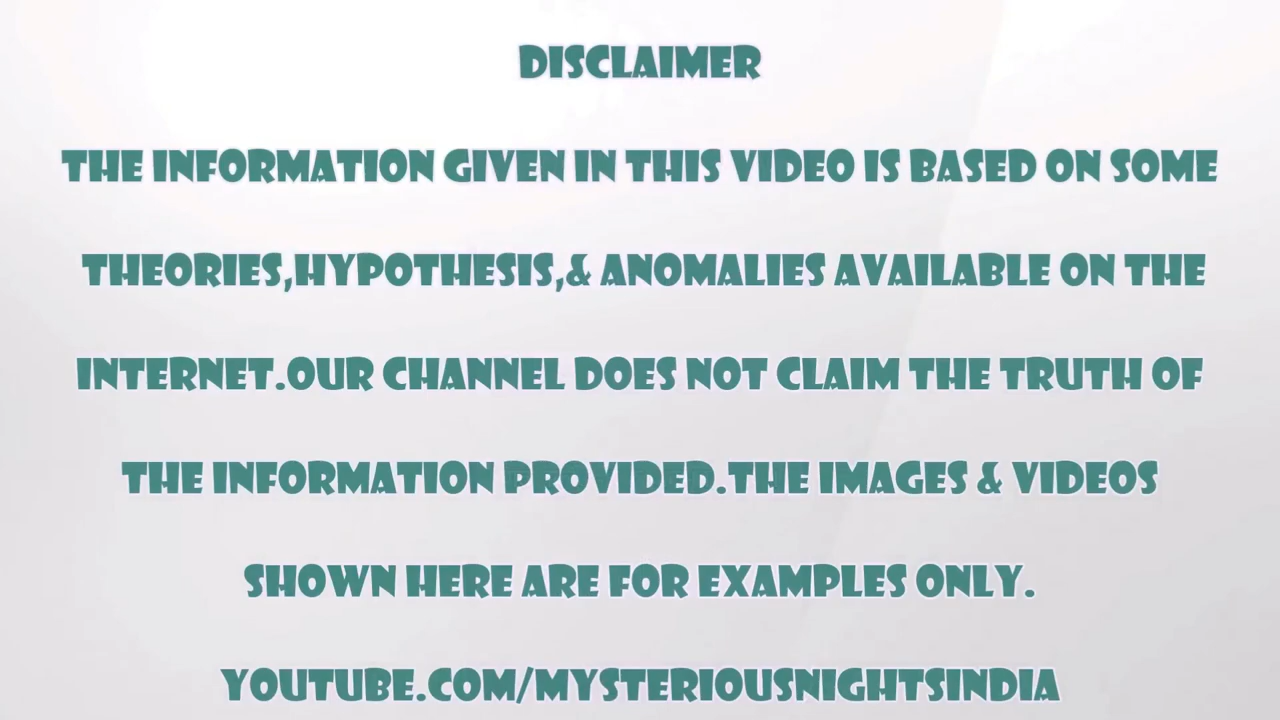 DISCLAIMER
THE INFORMATION GIVEN IN THIS VIDEO IS BASED ON SOME
THEORIES,HYPOTHESIS,& ANOMALIES AVAILABLE ON THE
INTERNET.OUR CHANNEL DOES NOT CLAIM THE TRUTH OF
THE INFORMATION PROVIDED.THE IMAGES & VIDEOS
SHOWN HERE ARE FOR EXAMPLES ONLY.
YOUTUBE.COM/MYSTERIOUSNIGHTSINDIA